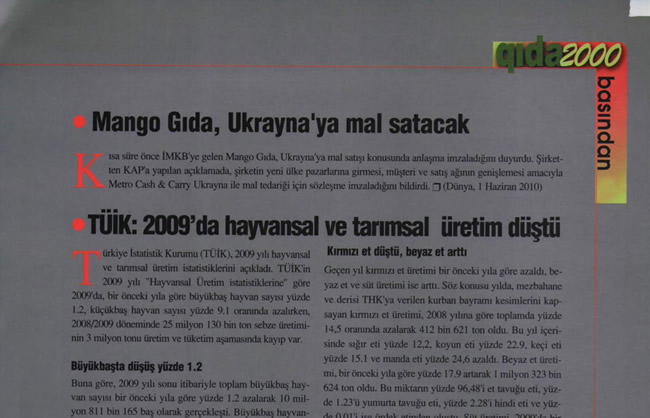 gıda2000
basından
Mango Gıda, Ukrayna'ya mal satacak
Kısa süre önce İMKB'ye gelen Mango Gıda, Ukrayna'ya mal satışı konusunda anlaşma imzaladığını duyurdu. Şirket-
ten KAP'a yapılan açıklamada, şirketin yeni ülke pazarlarına girmesi, müşteri ve satış ağının genişlemesi amacıyla
Metro Cash & Carry Ukrayna ile mal tedariği için sözleşme imzaladığını bildirdi. ❒ (Dünya, 1 Haziran 2010)
TÜİK: 2009'da hayvansal ve tarımsal üretim düştü
Türkiye İstatistik Kurumu (TÜİK), 2009 yılı hayvansal
ve tarımsal üretim istatistiklerini açıkladı. TÜİK'in
2009 yılı "Hayvansal Üretim istatistiklerine" göre
2009'da, bir önceki yıla göre büyükbaş hayvan sayısı yüzde
1.2, küçükbaş hayvan sayısı yüzde 9.1 oranında azalırken,
2008/2009 döneminde 25 milyon 130 bin ton sebze üretimi-
nin 3 milyon tonu üretim ve tüketim aşamasında kayıp var.
Büyükbaşta düşüş yüzde 1.2
Buna göre, 2009 yılı sonu itibariyle toplam büyükbaş hay-
van sayısı bir önceki yıla göre yüzde 1.2 azalarak 10 mil-
yon 811 bin 165 baş olarak gerçekleşti. Büyükbaş hayvan-
Kırmızı et düştü, beyaz et arttı
Geçen yıl kırmızı et üretimi bir önceki yıla göre azaldı, be-
yaz et ve süt üretimi ise arttı. Söz konusu yılda, mezbahane
ve derisi THK'ya verilen kurban bayramı kesimlerini kap-
sayan kırmızı et üretimi, 2008 yılına göre toplamda yüzde
14,5 oranında azalarak 412 bin 621 ton oldu. Bu yıl içeri-
sinde sığır eti yüzde 12,2, koyun eti yüzde 22.9, keçi eti
yüzde 15.1 ve manda eti yüzde 24,6 azaldı. Beyaz et üreti-
mi, bir önceki yıla göre yüzde 17.9 artarak 1 milyon 323 bin
624 ton oldu. Bu miktarın yüzde 96,48'i et tavuğu eti, yüz-
de 1.23'ü yumurta tavuğu eti, yüzde 2.28'i hindi eti ve yüz-
de 0.01'i ise ördek etinden oluştu. Süt üretimi, 2009'da bir